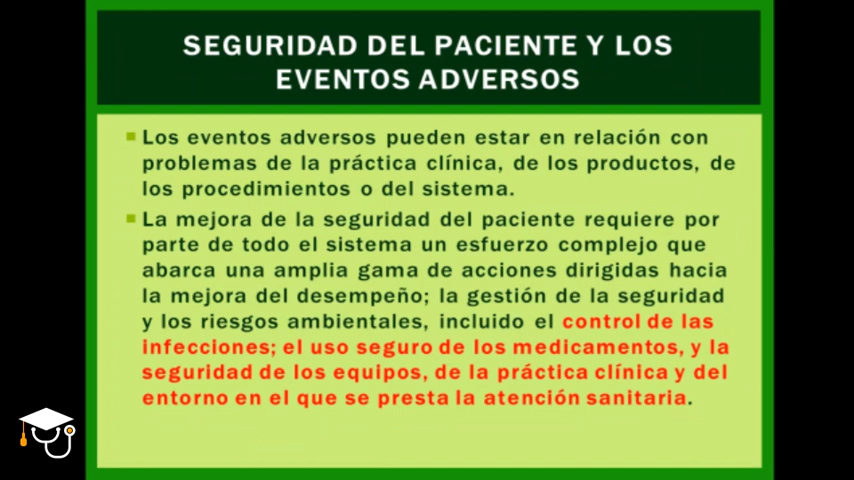 SEGURIDAD DEL PACIENTE Y LOS
EVENTOS ADVERSOS
Los eventos adversos pueden estar en relación con
problemas de la práctica clínica, de los productos, de
los procedimientos o del sistema.
La mejora de la seguridad del paciente requiere por
parte de todo el sistema un esfuerzo complejo que
abarca una amplia gama de acciones dirigidas hacia
la mejora del desempeño; la gestión de la seguridad
y los riesgos ambientales, incluido el control de las
infecciones; el uso seguro de los medicamentos, y la
seguridad de los equipos, de la práctica clínica y del
entorno en el que se presta la atención sanitaria.